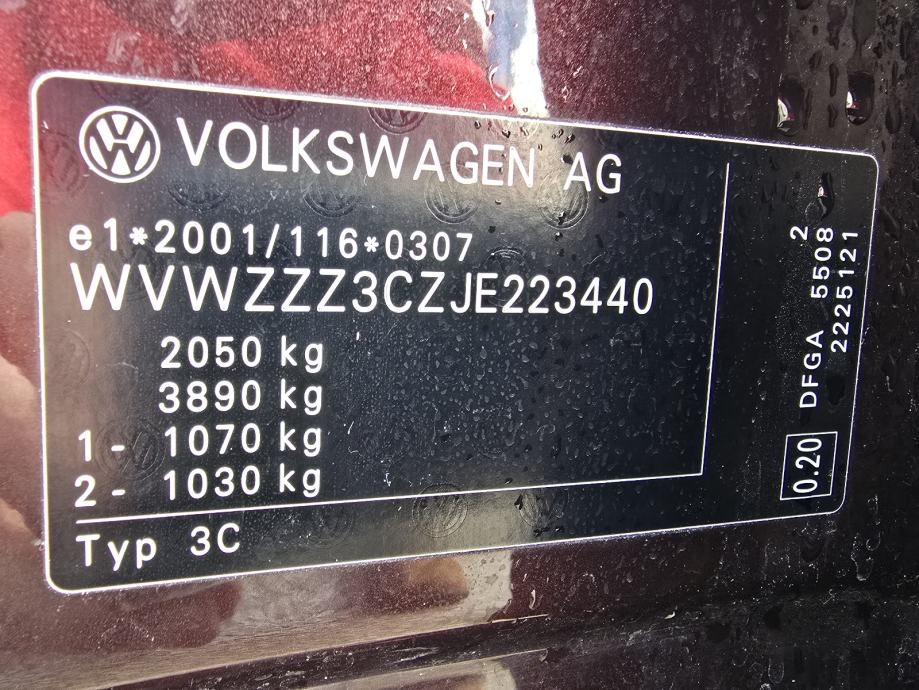 VOLKSWAGEN AG
e1*2001/116*0307
WVWZZZ3CZJE223440
2050 kg
3890 kg
1- 1070 kg
2- 1030 kg
Typ 3C
0.20
DFGA 5508 2
2225121